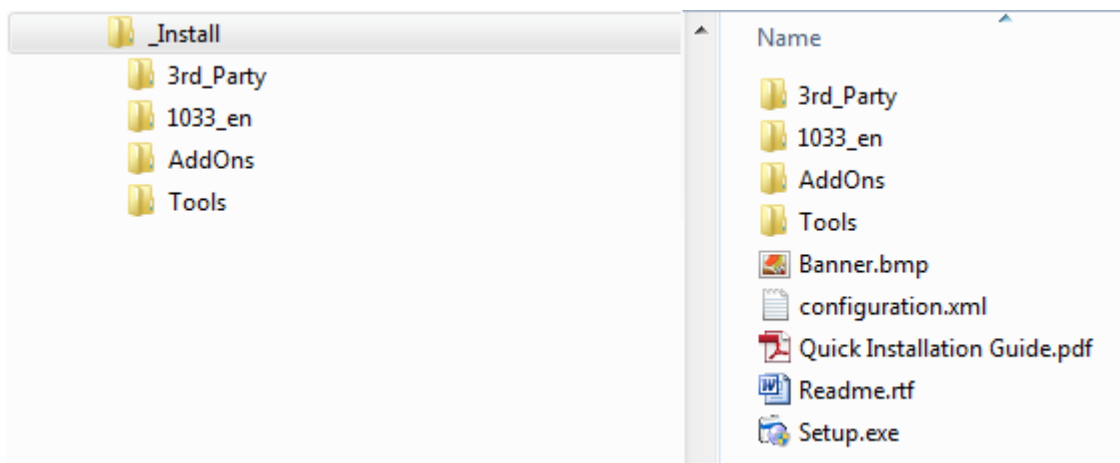 _Install
3rd_Party
1033_en
AddOns
Tools
Name
3rd_Party
1033_en
AddOns
Tools
Banner.bmp
configuration.xml
Quick Installation Guide.pdf
Readme.rtf
Setup.exe